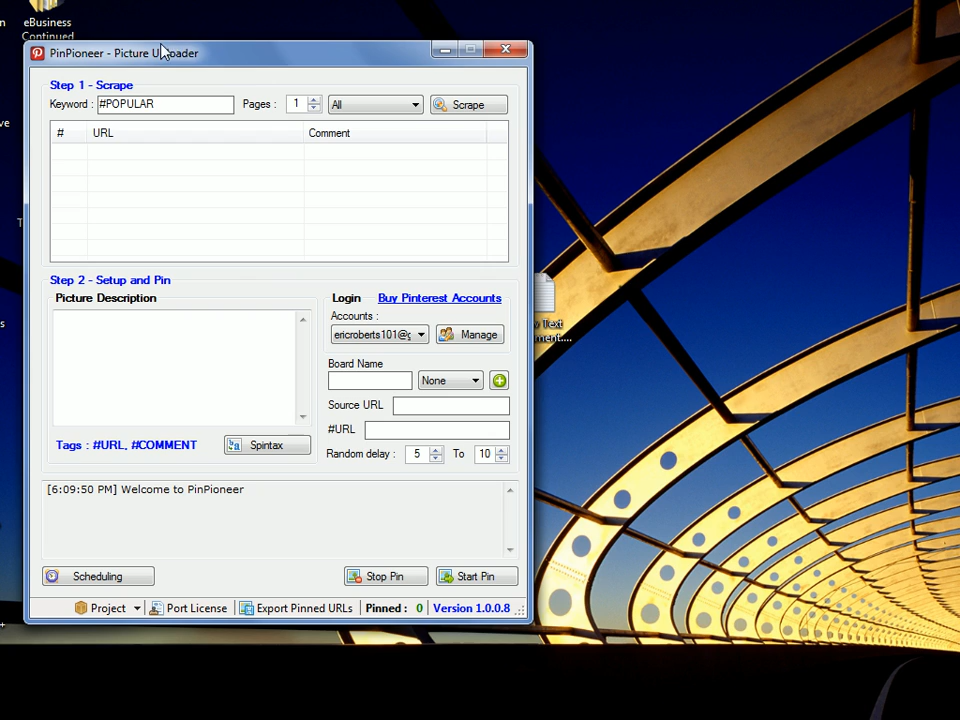 eBusiness
Continued
PinPioneer - Picture Uploader
Step 1 - Scrape
Keyword : #POPULAR Pages : 1 All Scrape
# URL Comment
Step 2 - Setup and Pin
Picture Description
Login Buy Pinterest Accounts
Accounts :
ericroberts101@g Manage
Board Name
None
Source URL
#URL
Tags : #URL, #COMMENT Spintax
Random delay : 5 To 10
[6:09:50 PM] Welcome to PinPioneer
Scheduling Stop Pin Start Pin
Project Port License Export Pinned URLs Pinned : 0 Version 1.0.0.8
Text